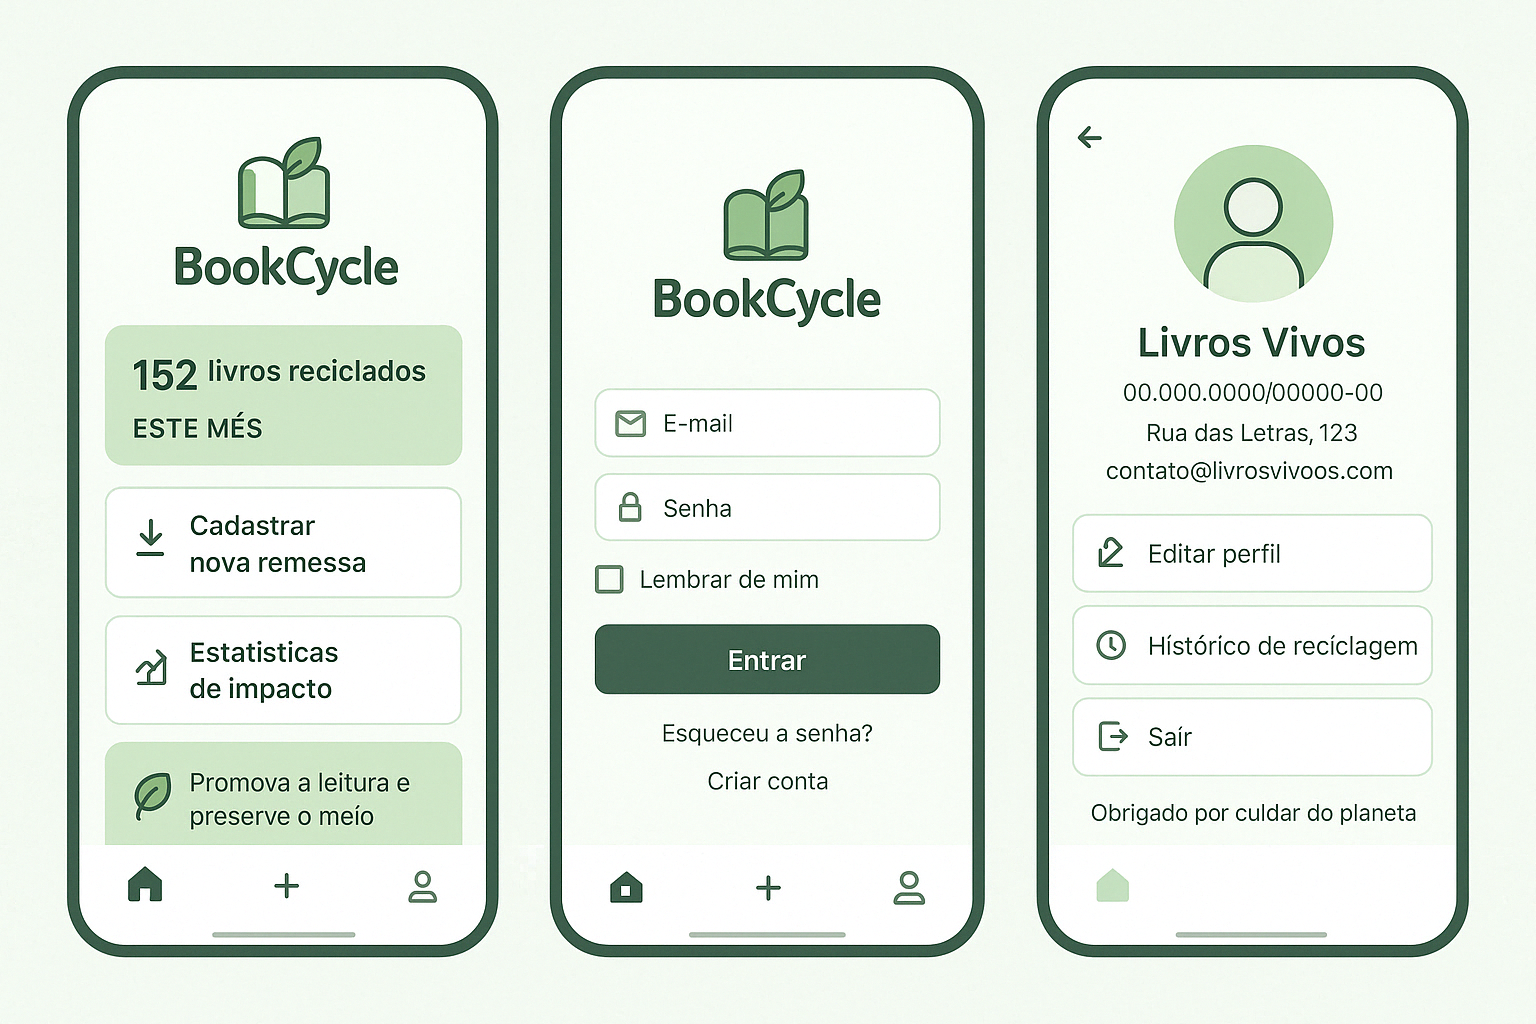 BookCycle
152 livros reciclados
ESTE MÉS
Cadastrar
nova remessa
Estatisticas
de impacto
Promova a leitura e
preserve o meío
BookCycle
E-mail
Senha
Lembrar de mim
Entrar
Esqueceu a senha?
Criar conta
Livros Vivos
00.000.0000/00000-00
Rua das Letras, 123
contato@livrosvivoos.com
Editar perfil
Hístórico de recíclagem
Saír
Obrigado por culdar do planeta